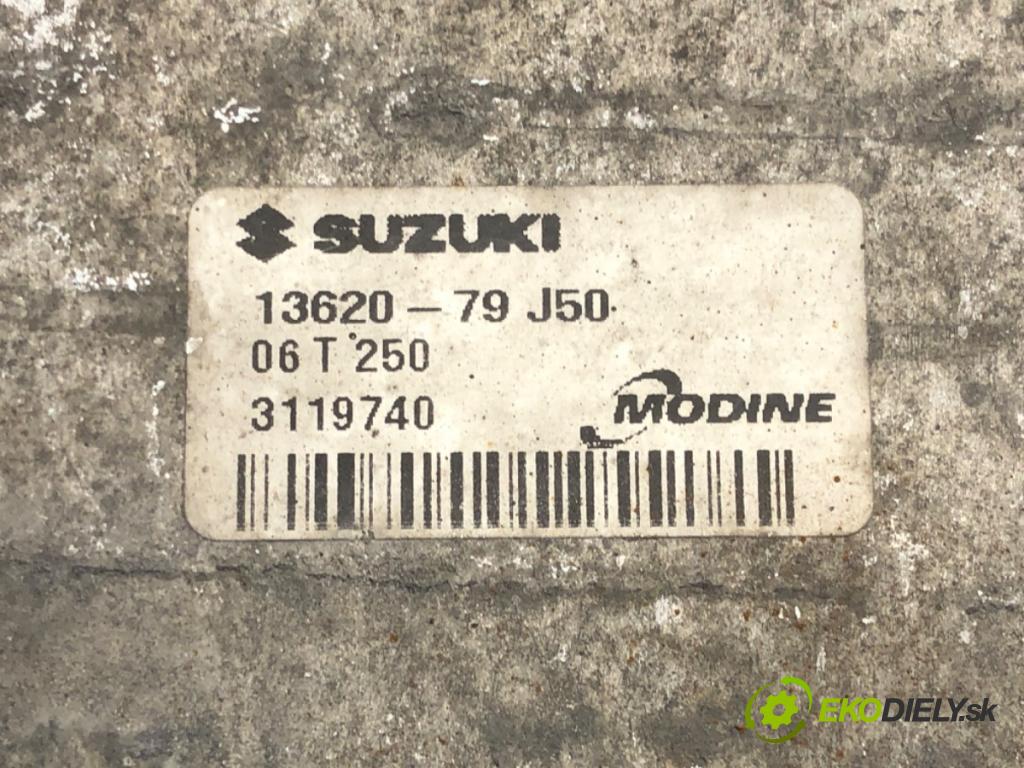 SUZUKI
13620-79 J50
06 T 250
3119740
MODINE
EKODIELY.sk